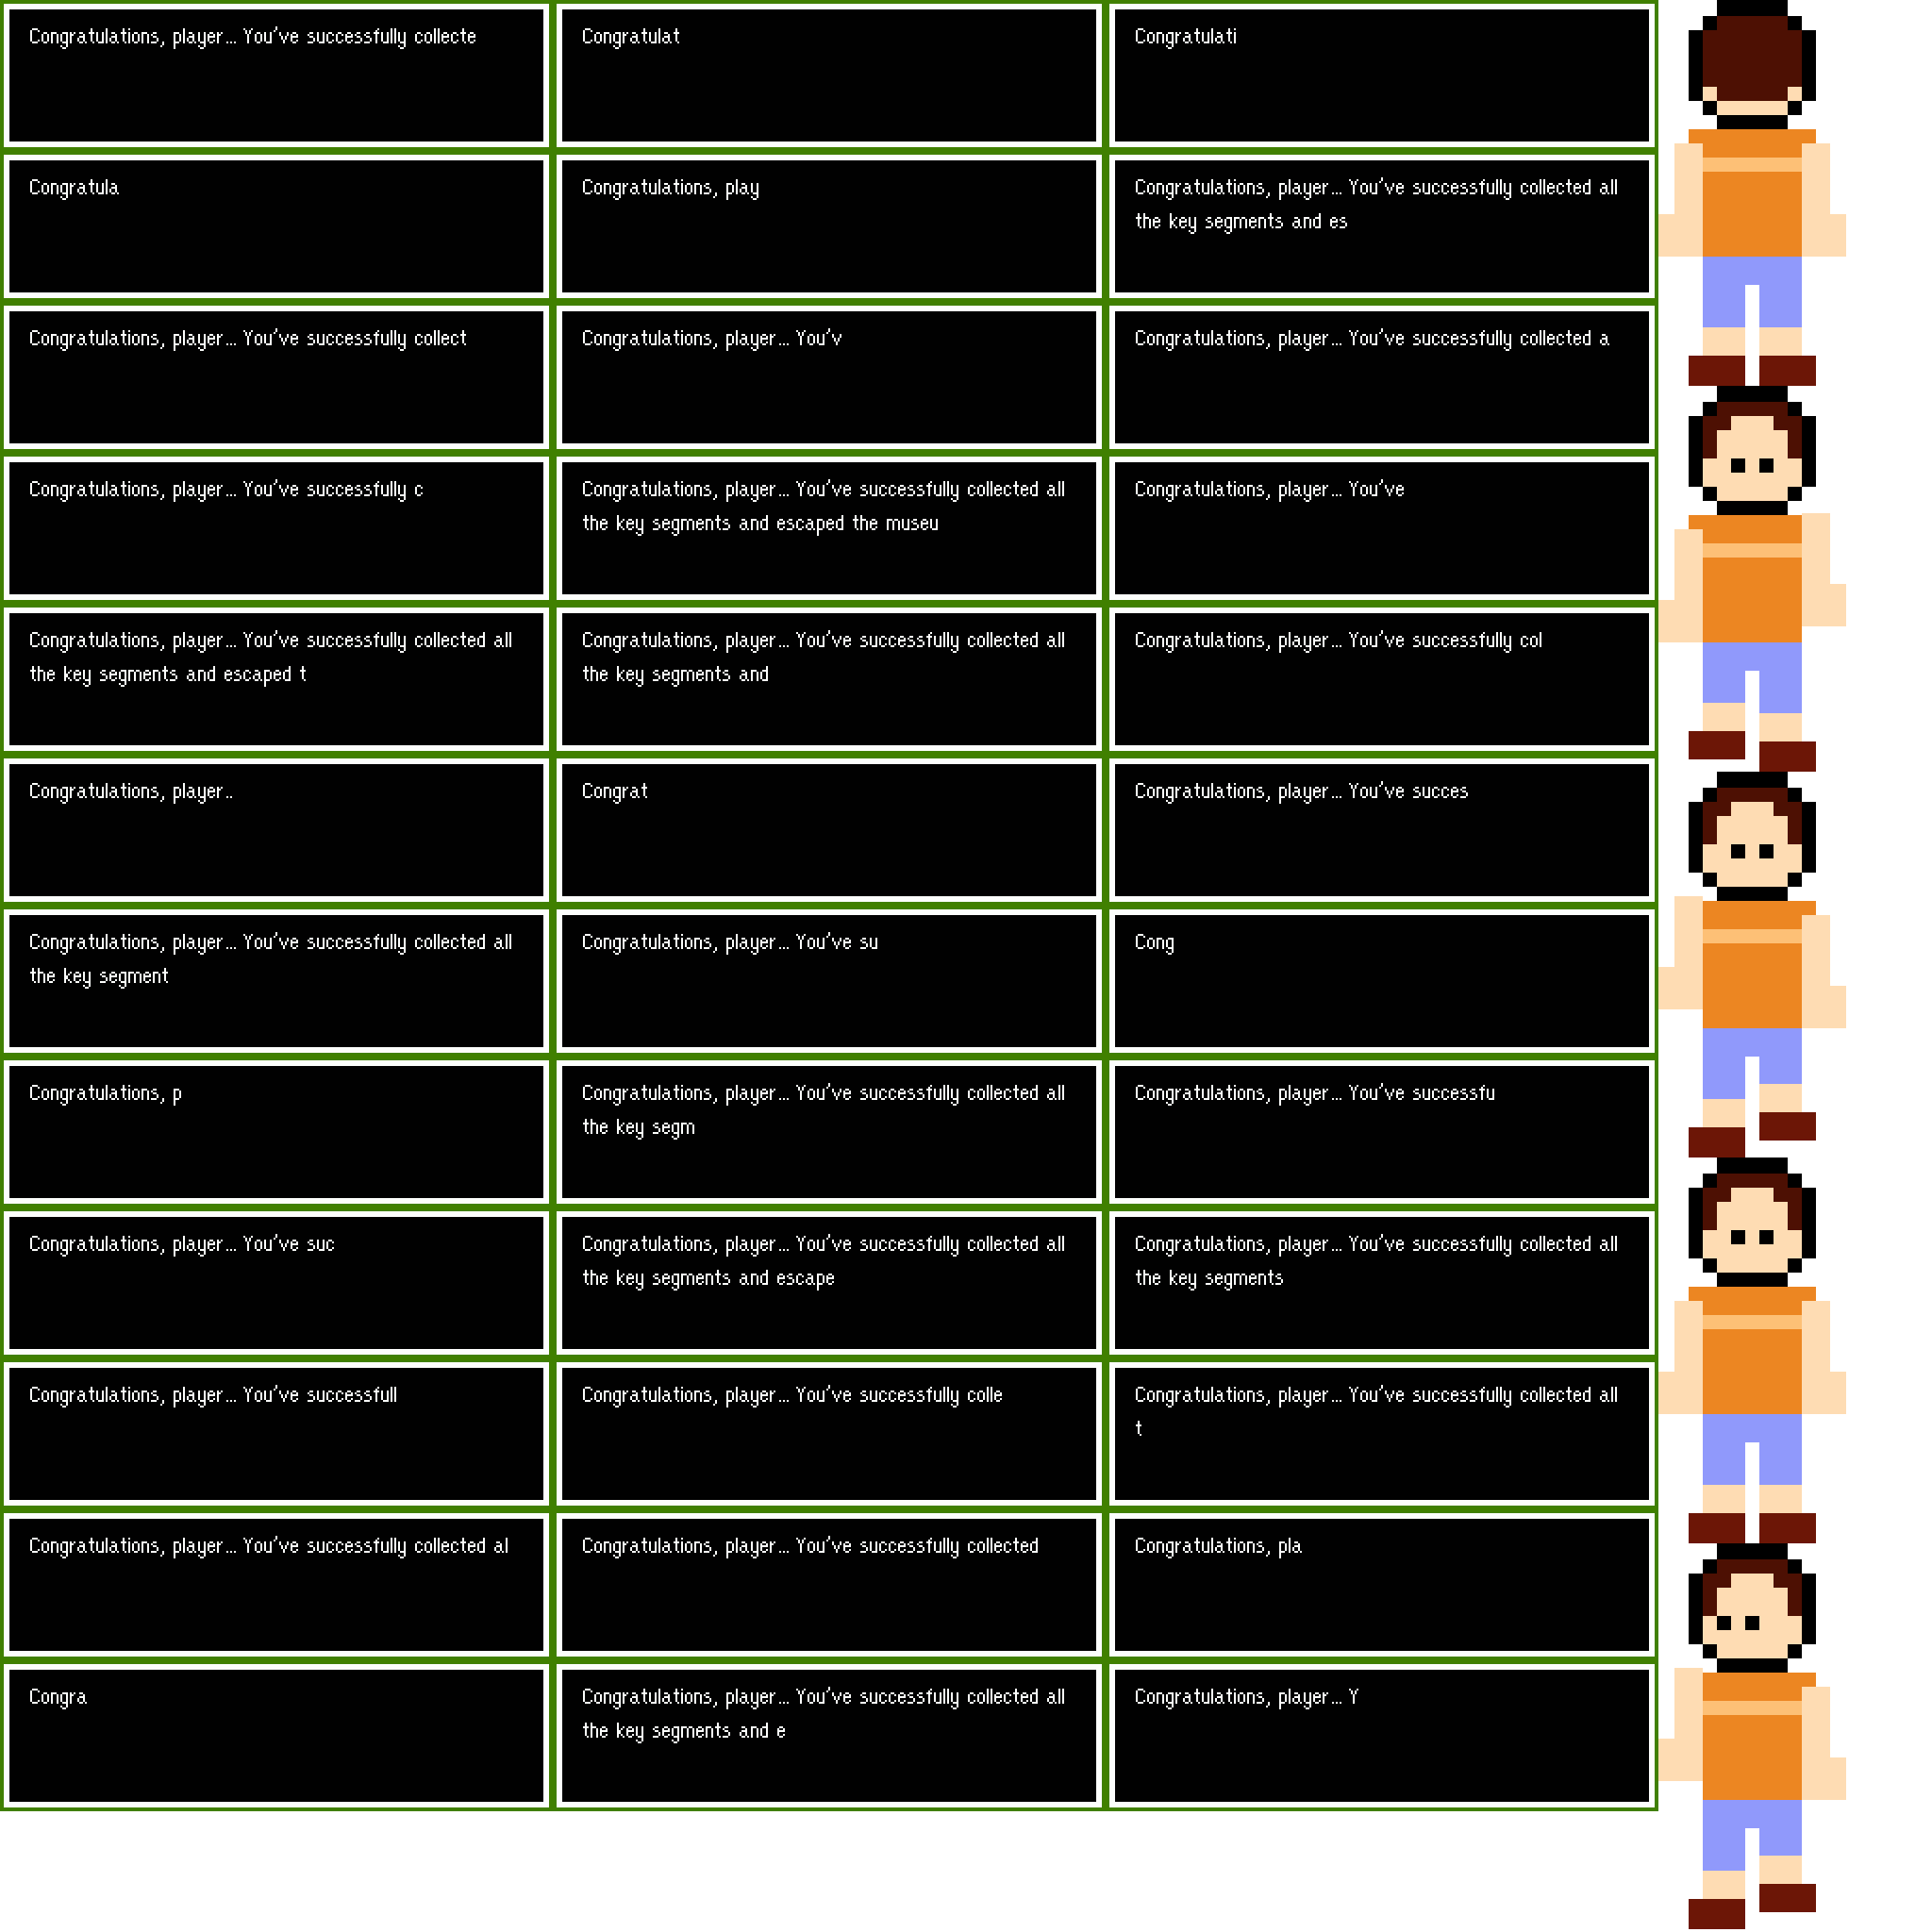 Congratulations, player... You've successfully collecte
Congratulat
Congratulati
Congratula
Congratulations, play
Congratulations, player... You've successfully collected all
the key segments and es
Congratulations, player... You've successfully collect
Congratulations, player... You'v
Congratulations, player... You've successfully collected a
Congratulations, player... You've successfully c
Congratulations, player... You've successfully collected all
the key segments and escaped the museu
Congratulations, player... You've
Congratulations, player... You've successfully collected all
the key segments and escaped t
Congratulations, player... You've successfully collected all
the key segments and
Congratulations, player... You've successfully col
Congratulations, player..
Congrat
Congratulations, player... You've succes
Congratulations, player... You've successfully collected all
the key segment
Congratulations, player... You've su
Cong
Congratulations, p
Congratulations, player... You've successfully collected all
the key segm
Congratulations, player... You've successfu
Congratulations, player... You've suc
Congratulations, player... You've successfully collected all
the key segments and escape
Congratulations, player... You've successfully collected all
the key segments
Congratulations, player... You've successfull
Congratulations, player... You've successfully colle
Congratulations, player... You've successfully collected all
t
Congratulations, player... You've successfully collected al
Congratulations, player... You've successfully collected
Congratulations, pla
Congra
Congratulations, player... You've successfully collected all
the key segments and e
Congratulations, player... Y